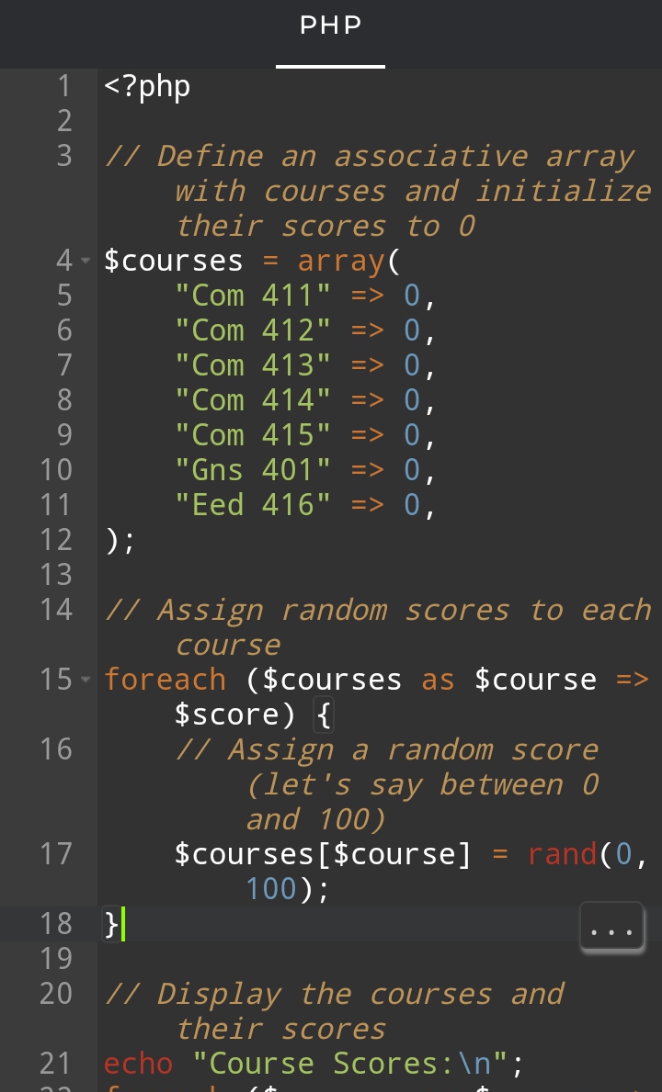 PHP
1 <?php
2
3 // Define an associative array
with courses and initialize
their scores to 0
4 $courses = array(
5 "Com 411" => 0,
6 "Com 412" => 0,
7 "Com 413" => 0,
8 "Com 414" => 0,
9 "Com 415" => 0,
10 "Gns 401" => 0,
11 "Eed 416" => 0,
12 );
13
14 // Assign random scores to each
course
15 foreach ($courses as $course =>
$score) {
16 // Assign a random score
(let's say between 0
and 100)
17 $courses[$course] = rand(0,
100);
18 }
...
19
20 // Display the courses and
their scores
21 echo "Course Scores:\n";